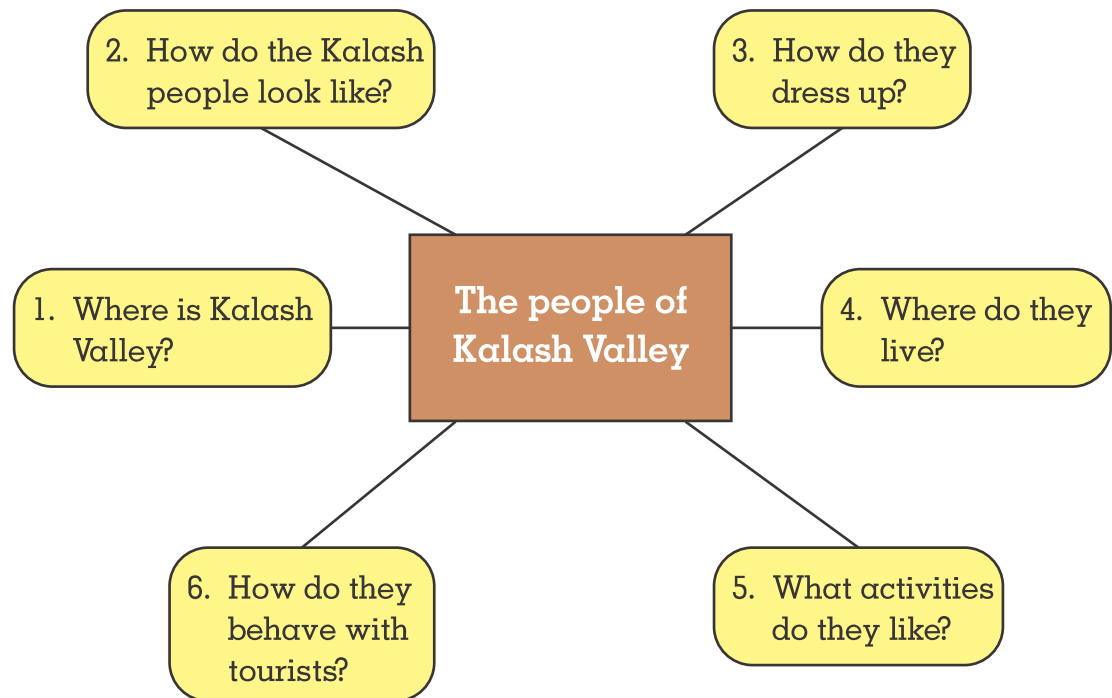 2. How do the Kalash
people look like?
3. How do they
dress up?
The people of
Kalash Valley
1. Where is Kalash
Valley?
4. Where do they
live?
6. How do they
behave with
tourists?
5. What activities
do they like?